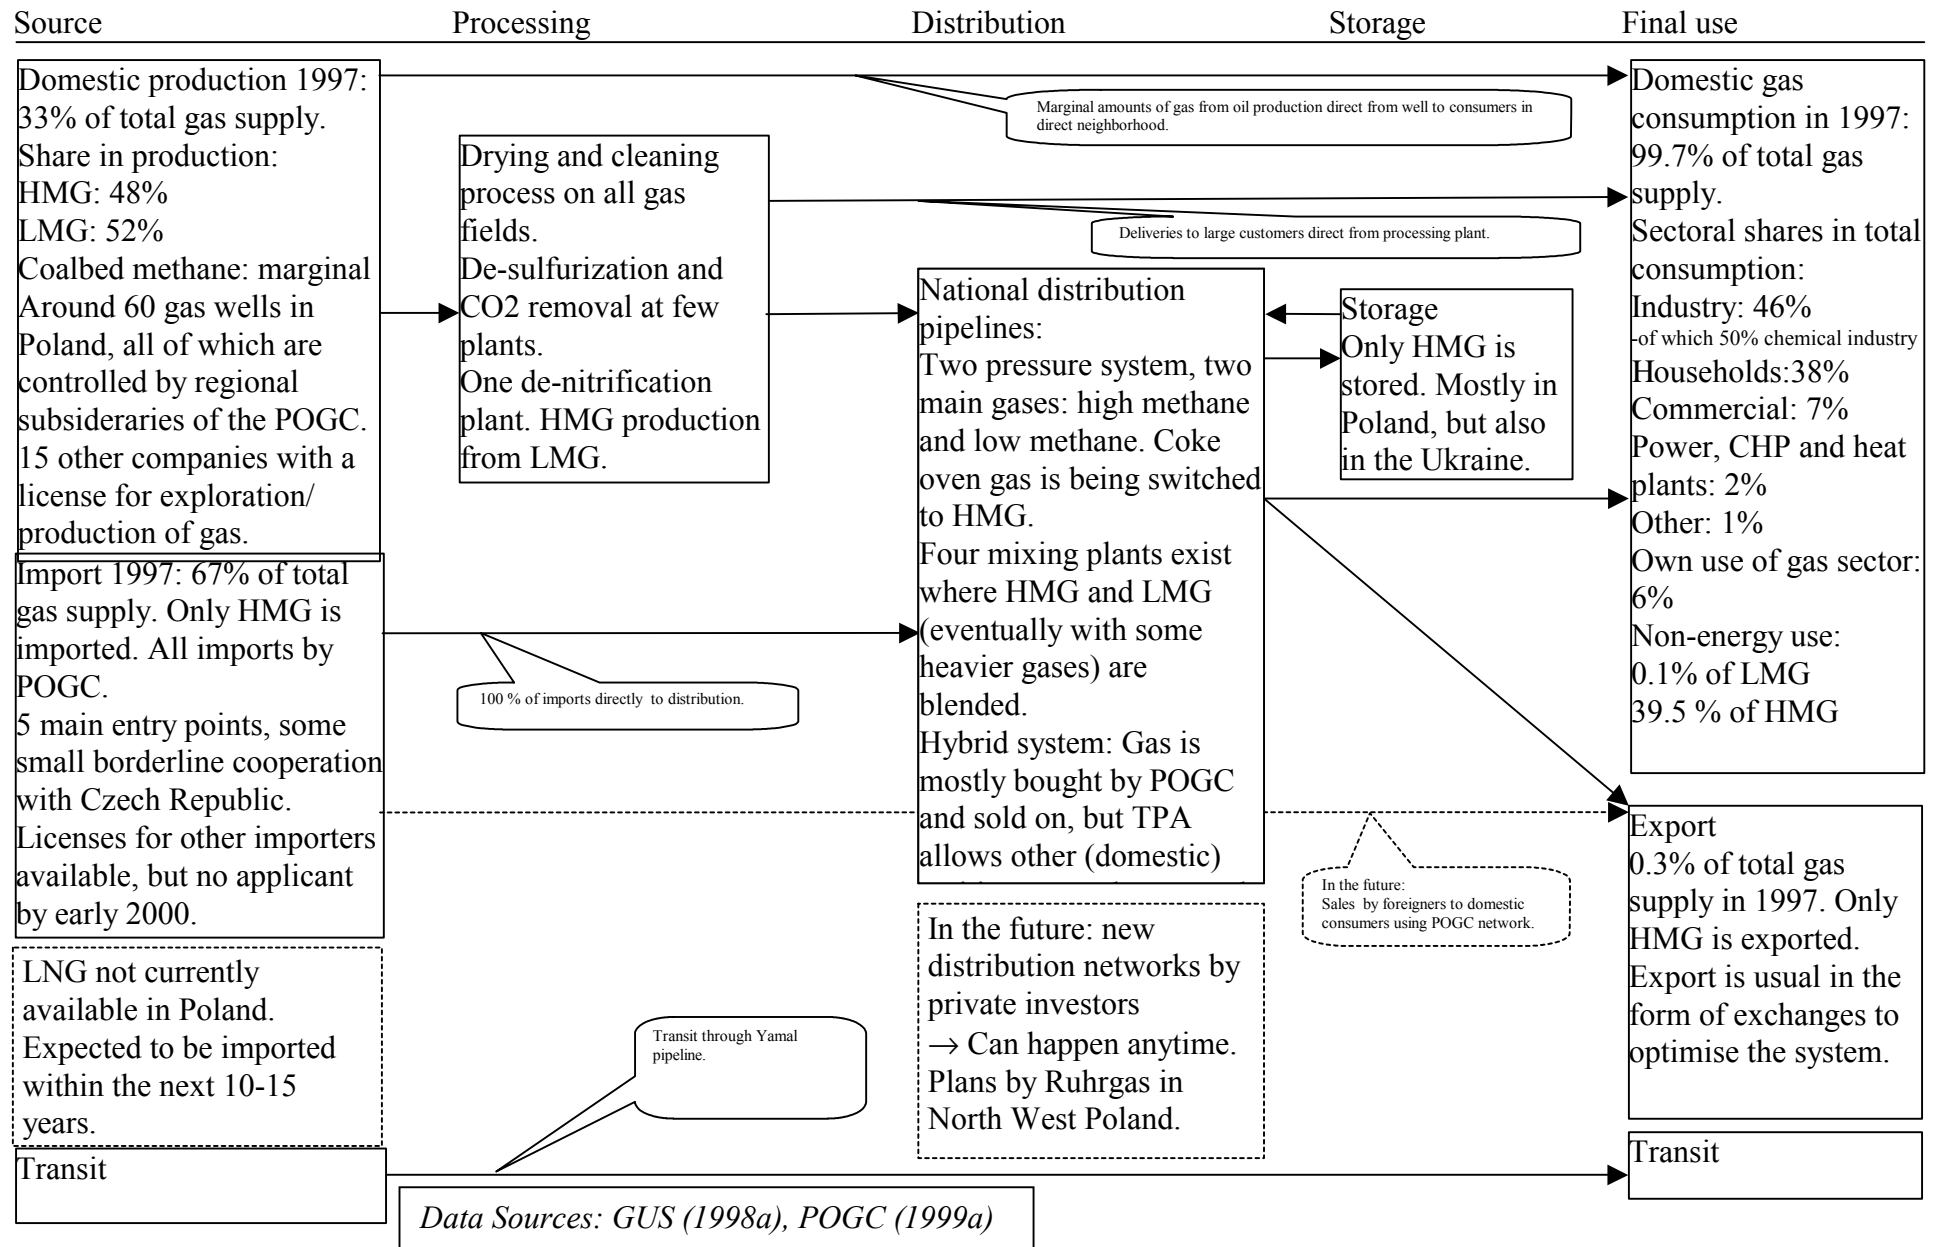 Source Processing Distribution Storage Final use
Domestic production 1997:
33% of total gas supply.
Share in production:
HMG: 48%
LMG: 52%
Coalbed methane: marginal
Around 60 gas wells in
Poland, all of which are
controlled by regional
subsideraries of the POGC.
15 other companies with a
license for exploration/
production of gas.
Import 1997: 67% of total
gas supply. Only HMG is
imported. All imports by
POGC.
5 main entry points, some
small borderline cooperation
with Czech Republic.
Licenses for other importers
available, but no applicant
by early 2000.
LNG not currently
available in Poland.
Expected to be imported
within the next 10-15
years.
Transit
Drying and cleaning
process on all gas
fields.
De-sulfurization and
CO2 removal at few
plants.
One de-nitrification
plant. HMG production
from LMG.
100 % of imports directly to distribution.
Transit through Yamal
pipeline.
Marginal amounts of gas from oil production direct from well to consumers in
direct neighborhood.
Deliveries to large customers direct from processing plant.
National distribution
pipelines:
Two pressure system, two
main gases: high methane
and low methane. Coke
oven gas is being switched
to HMG.
Four mixing plants exist
where HMG and LMG
(eventually with some
heavier gases) are
blended.
Hybrid system: Gas is
mostly bought by POGC
and sold on, but TPA
allows other (domestic)
In the future: new
distribution networks by
private investors
→ Can happen anytime.
Plans by Ruhrgas in
North West Poland.
Storage
Only HMG is
stored. Mostly in
Poland, but also
in the Ukraine.
In the future:
Sales by foreigners to domestic
consumers using POGC network.
Domestic gas
consumption in 1997:
99.7% of total gas
supply.
Sectoral shares in total
consumption:
Industry: 46%
-of which 50% chemical industry
Households:38%
Commercial: 7%
Power, CHP and heat
plants: 2%
Other: 1%
Own use of gas sector:
6%
Non-energy use:
0.1% of LMG
39.5 % of HMG
Export
0.3% of total gas
supply in 1997. Only
HMG is exported.
Export is usual in the
form of exchanges to
optimise the system.
Transit
Data Sources: GUS (1998a), POGC (1999a)